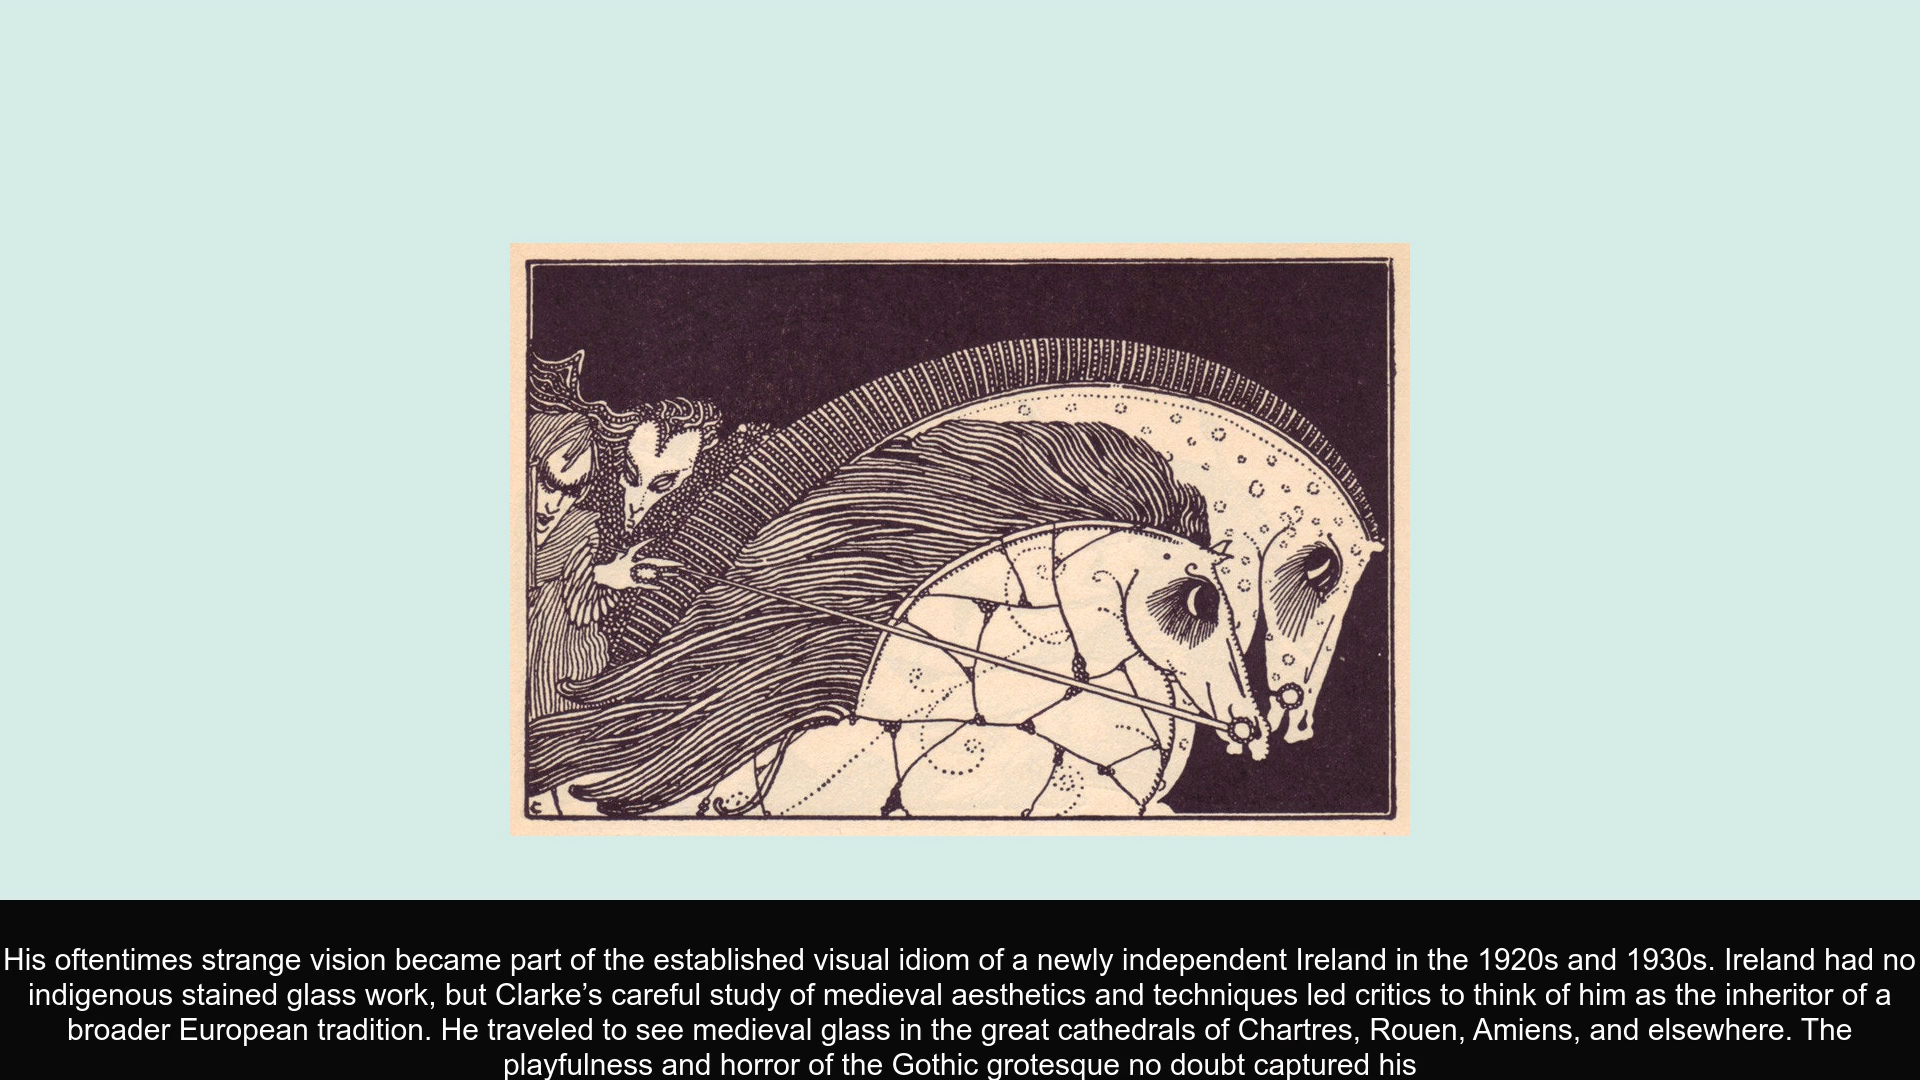 His oftentimes strange vision became part of the established visual idiom of a newly independent Ireland in the 1920s and 1930s. Ireland had no
indigenous stained glass work, but Clarke’s careful study of medieval aesthetics and techniques led critics to think of him as the inheritor of a
broader European tradition. He traveled to see medieval glass in the great cathedrals of Chartres, Rouen, Amiens, and elsewhere. The
playfulness and horror of the Gothic grotesque no doubt captured his